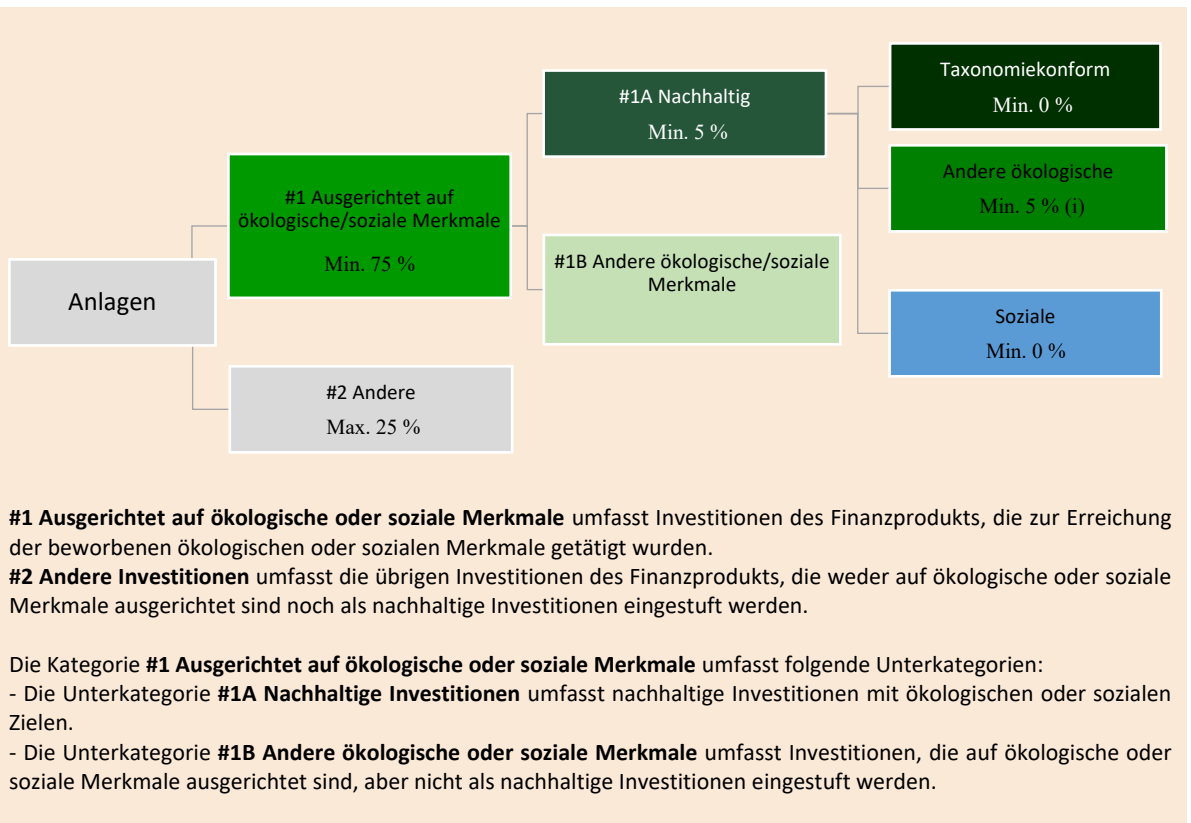 Anlagen
#1 Ausgerichtet auf
ökologische/soziale Merkmale
Min. 75 %
#2 Andere
Max. 25 %
#1A Nachhaltig
Min. 5 %
#1B Andere ökologische/soziale
Merkmale
Taxonomiekonform
Min. 0 %
Andere ökologische
Min. 5 % (i)
Soziale
Min. 0 %
#1 Ausgerichtet auf ökologische oder soziale Merkmale umfasst Investitionen des Finanzprodukts, die zur Erreichung
der beworbenen ökologischen oder sozialen Merkmale getätigt wurden.
#2 Andere Investitionen umfasst die übrigen Investitionen des Finanzprodukts, die weder auf ökologische oder soziale
Merkmale ausgerichtet sind noch als nachhaltige Investitionen eingestuft werden.
Die Kategorie #1 Ausgerichtet auf ökologische oder soziale Merkmale umfasst folgende Unterkategorien:
- Die Unterkategorie #1A Nachhaltige Investitionen umfasst nachhaltige Investitionen mit ökologischen oder sozialen
Zielen.
- Die Unterkategorie #1B Andere ökologische oder soziale Merkmale umfasst Investitionen, die auf ökologische oder
soziale Merkmale ausgerichtet sind, aber nicht als nachhaltige Investitionen eingestuft werden.